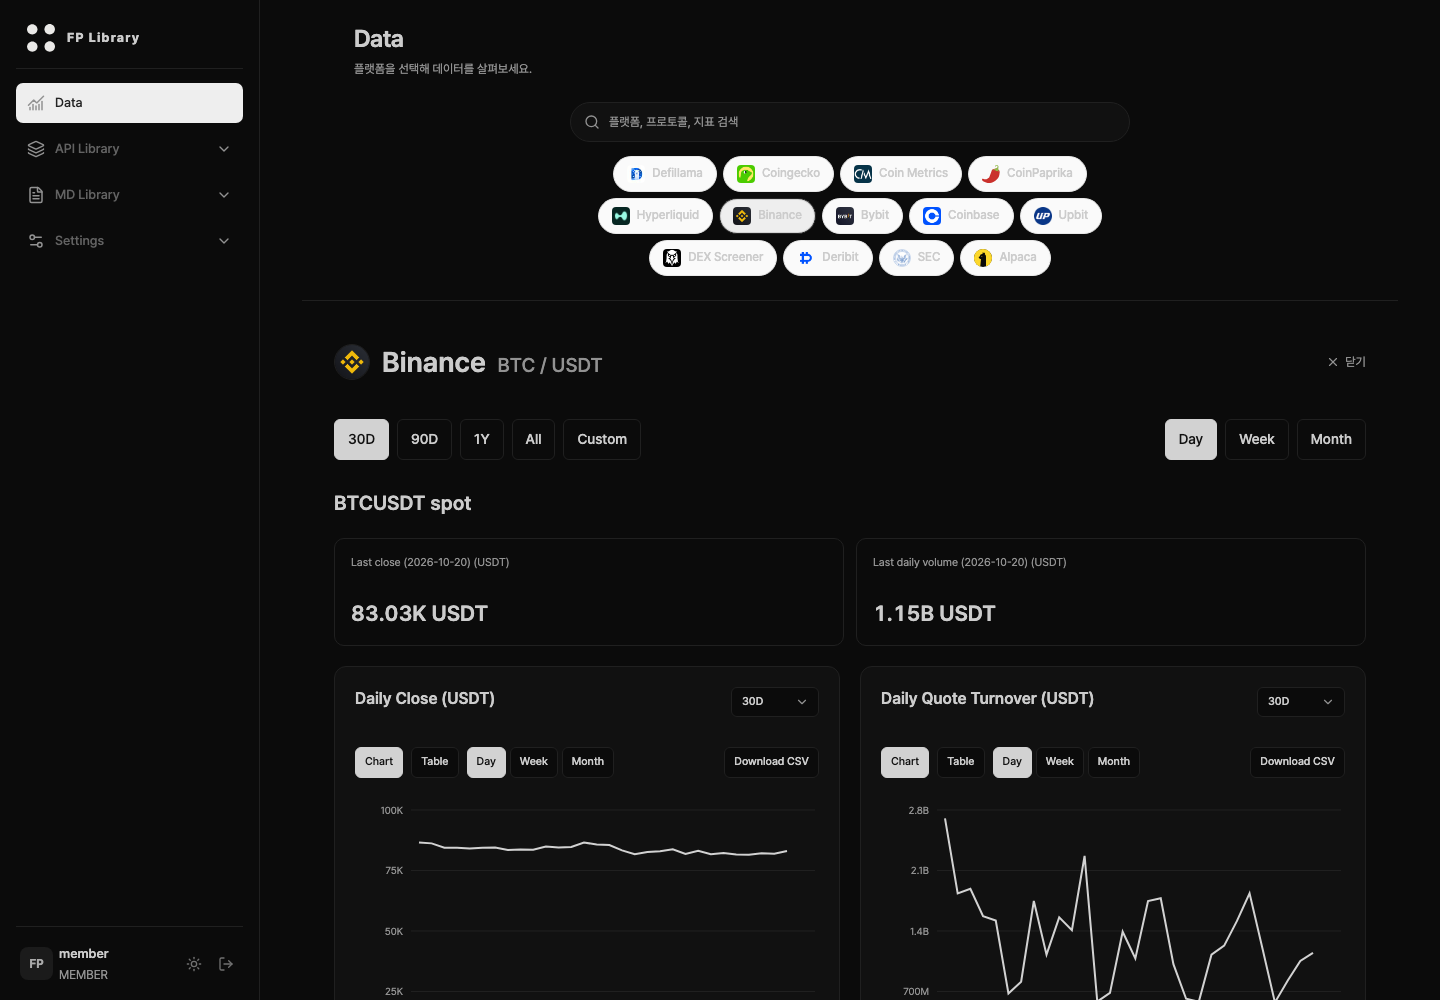 FP Library
Data
API Library
MD Library
Settings
FP
member
MEMBER
Data
플랫폼을 선택해 데이터를 살펴보세요.
플랫폼, 프로토콜, 지표 검색
Defillama
Coingecko
CM Coin Metrics
CoinPaprika
Hyperliquid
Binance
BYBIT Bybit
Coinbase
UP Upbit
DEX Screener
Deribit
SEC
Alpaca
Binance BTC / USDT
닫기
30D 90D 1Y All Custom
Day Week Month
BTCUSDT spot
Last close (2026-10-20) (USDT)
83.03K USDT
Last daily volume (2026-10-20) (USDT)
1.15B USDT
Daily Close (USDT)
30D
Chart Table Day Week Month Download CSV
100K
75K
50K
25K
Daily Quote Turnover (USDT)
30D
Chart Table Day Week Month Download CSV
2.8B
2.1B
1.4B
700M